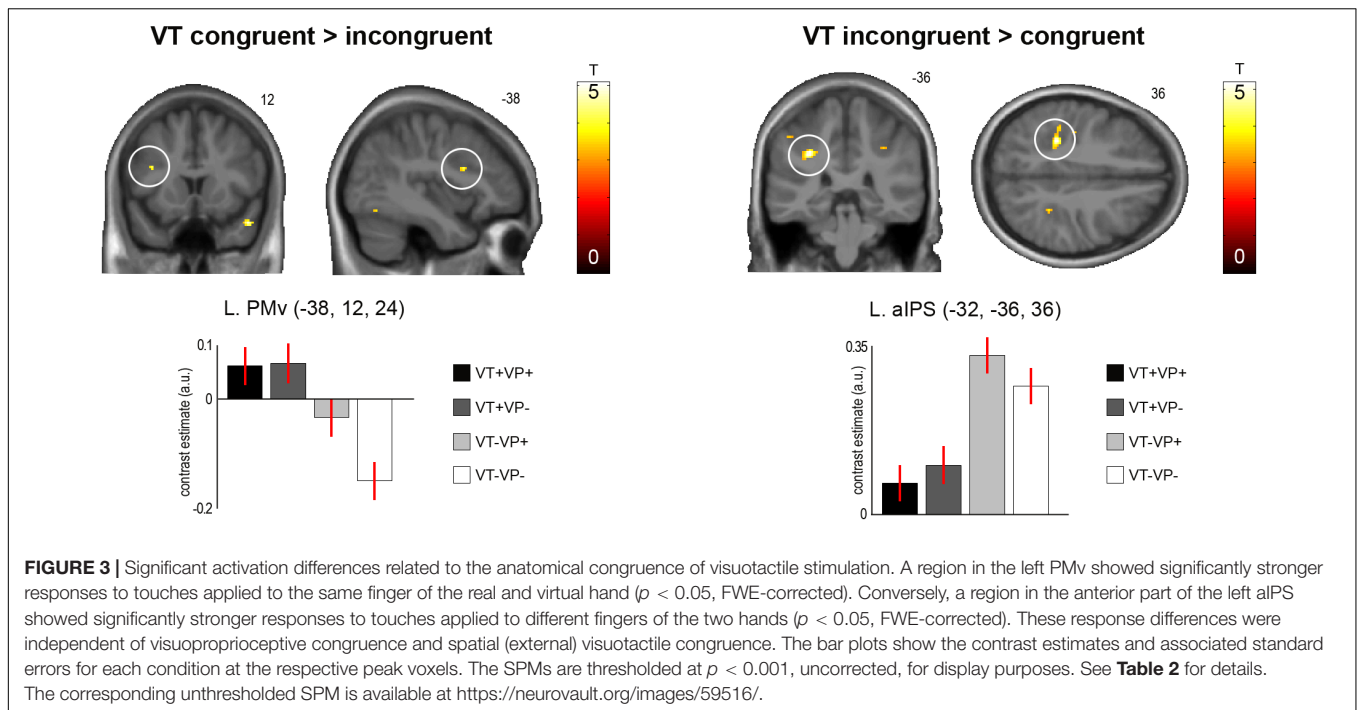 VT congruent > incongruent
VT incongruent > congruent
12
-38
T
5
0
-36
36
T
5
0
L. PMv (-38, 12, 24)
0.1
0
-0.2
contrast estimate (a.u.)
VT+VP+
VT+VP-
VT-VP+
VT-VP-
L. aIPS (-32, -36, 36)
0.35
0
contrast estimate (a.u.)
VT+VP+
VT+VP-
VT-VP+
VT-VP-
FIGURE 3 | Significant activation differences related to the anatomical congruence of visuotactile stimulation. A region in the left PMv showed significantly stronger
responses to touches applied to the same finger of the real and virtual hand (p < 0.05, FWE-corrected). Conversely, a region in the anterior part of the left aIPS
showed significantly stronger responses to touches applied to different fingers of the two hands (p < 0.05, FWE-corrected). These response differences were
independent of visuoproprioceptive congruence and spatial (external) visuotactile congruence. The bar plots show the contrast estimates and associated standard
errors for each condition at the respective peak voxels. The SPMs are thresholded at p < 0.001, uncorrected, for display purposes. See Table 2 for details.
The corresponding unthresholded SPM is available at https://neurovault.org/images/59516/.